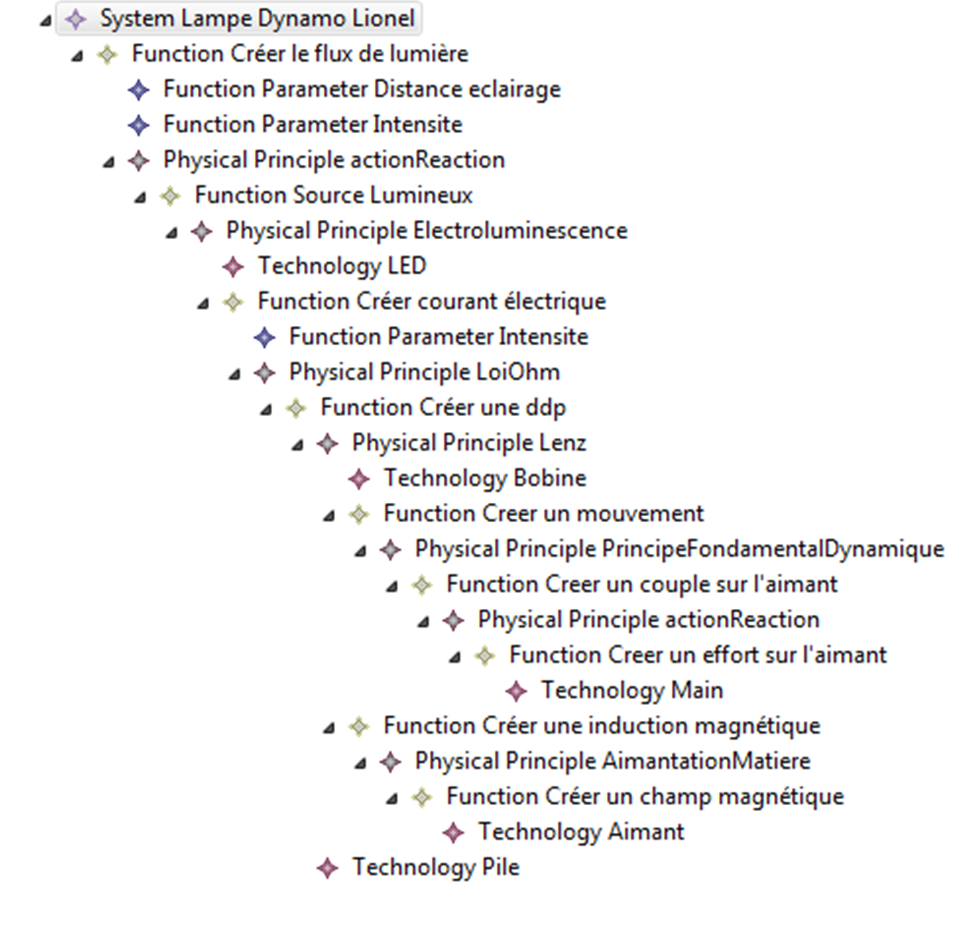 System Lampe Dynamo Lionel
Function Créer le flux de lumière
Function Parameter Distance eclairage
Function Parameter Intensite
Physical Principle actionReaction
Function Source Lumineux
Physical Principle Electroluminescence
Technology LED
Function Créer courant électrique
Function Parameter Intensite
Physical Principle LoiOhm
Function Créer une ddp
Physical Principle Lenz
Technology Bobine
Function Creer un mouvement
Physical Principle PrincipeFondamentalDynamique
Function Creer un couple sur l'aimant
Physical Principle actionReaction
Function Creer un effort sur l'aimant
Technology Main
Function Créer une induction magnétique
Physical Principle AimantationMatiere
Function Créer un champ magnétique
Technology Aimant
Technology Pile